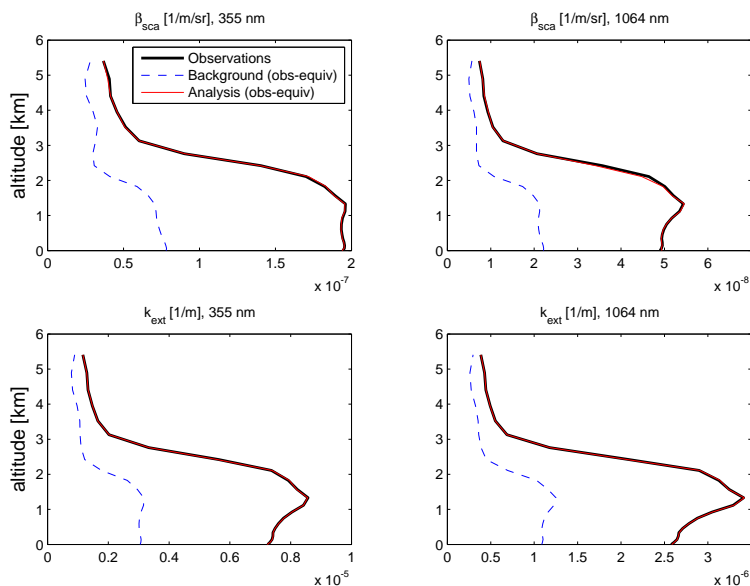 β_sca [1/m/sr], 355 nm
6
5
4
3
2
1
0
altitude [km]
Observations
Background (obs-equiv)
Analysis (obs-equiv)
0 0.5 1 1.5 2
x 10^-7
β_sca [1/m/sr], 1064 nm
6
5
4
3
2
1
0
0 1 2 3 4 5 6
x 10^-8
k_ext [1/m], 355 nm
6
5
4
3
2
1
0
altitude [km]
0 0.2 0.4 0.6 0.8 1
x 10^-5
k_ext [1/m], 1064 nm
6
5
4
3
2
1
0
0 0.5 1 1.5 2 2.5 3
x 10^-6